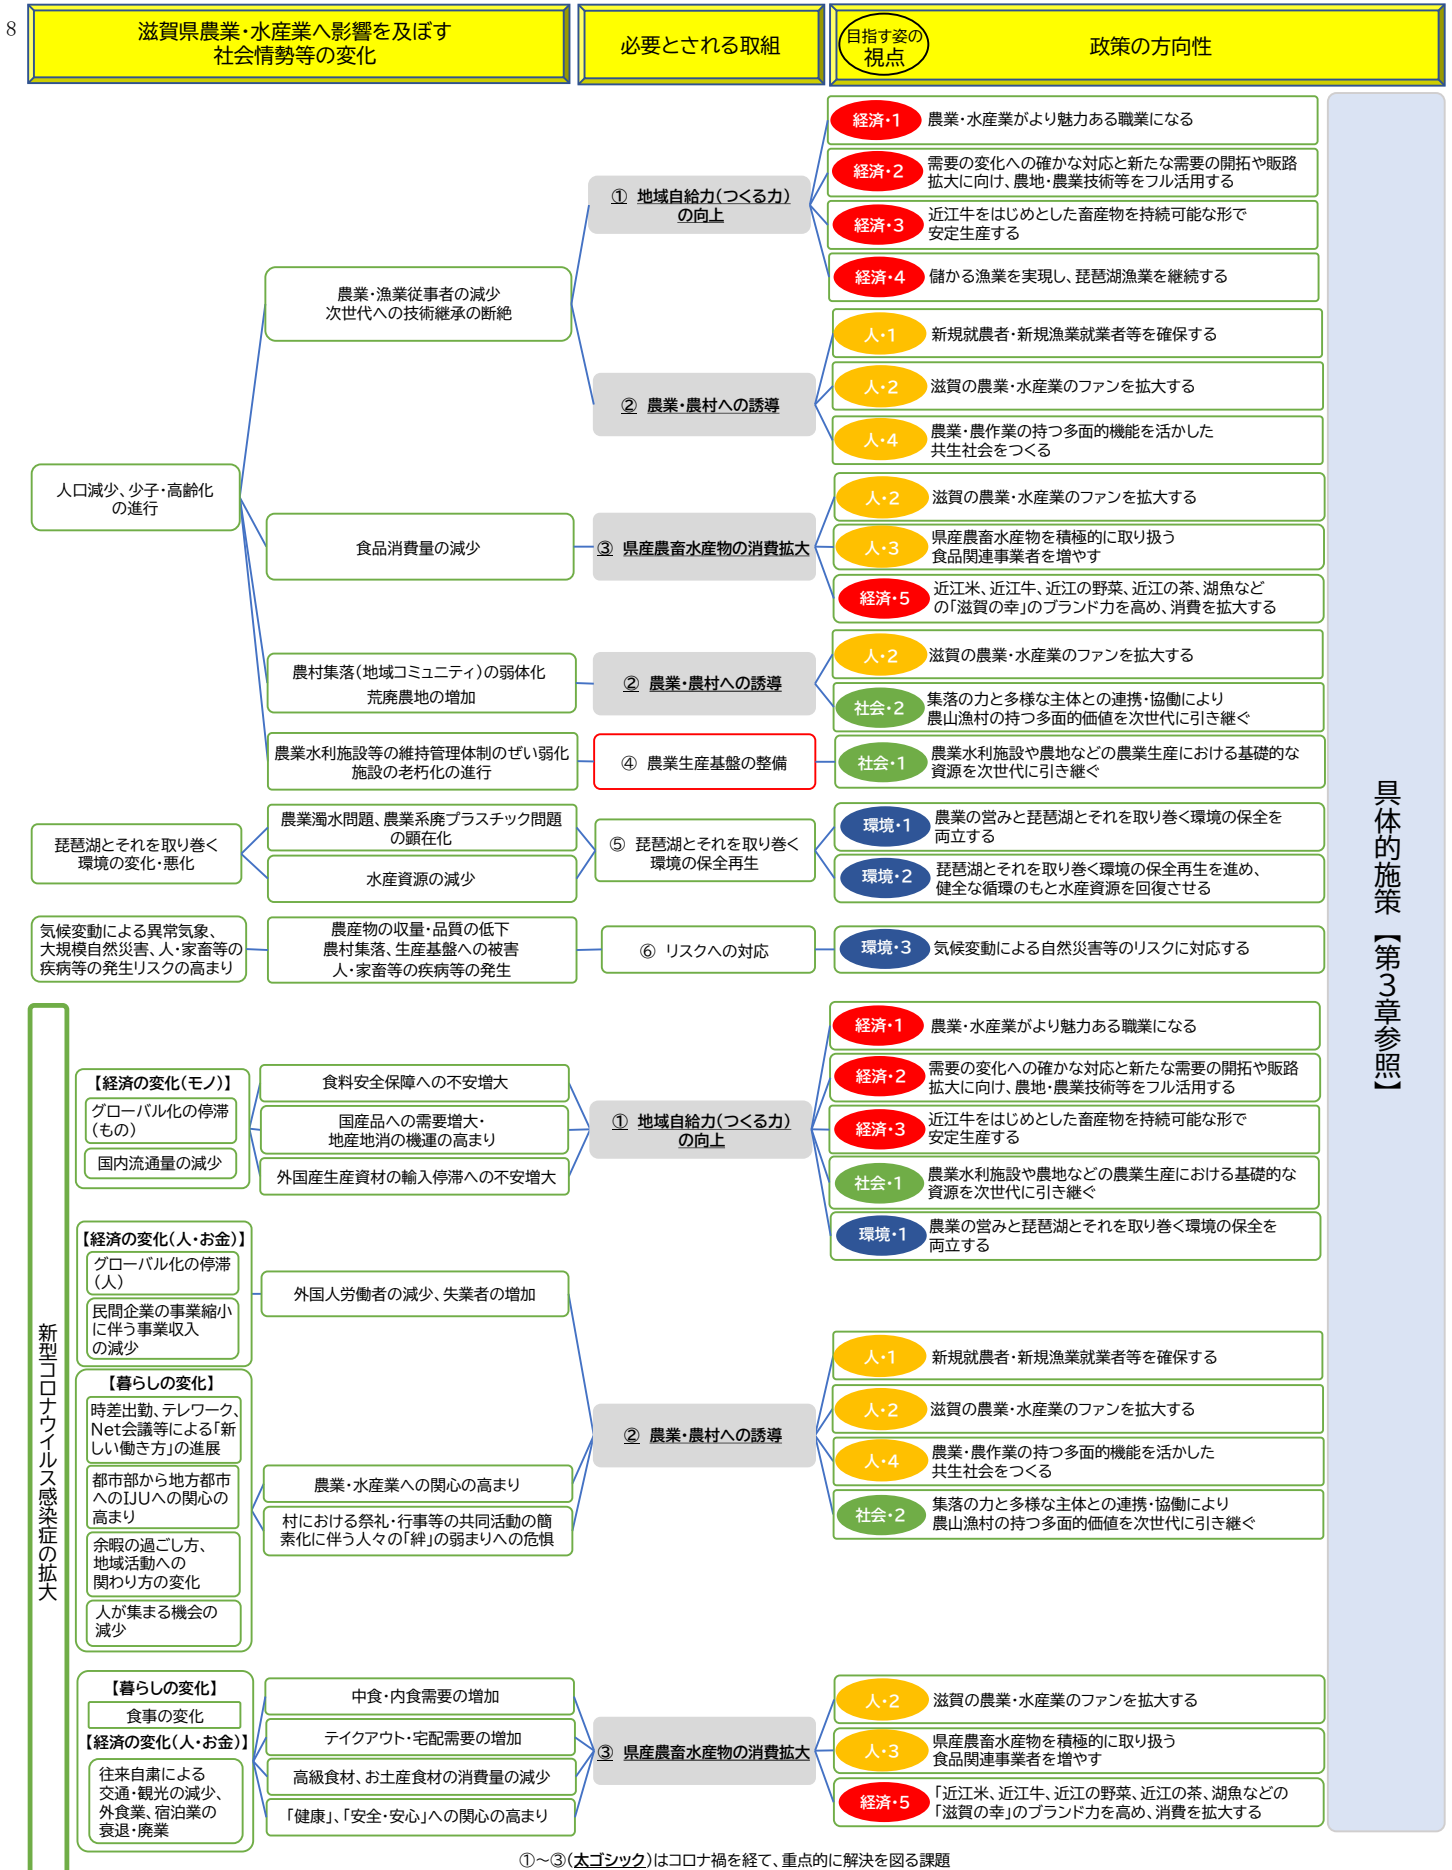 8
滋賀県農業・水産業へ影響を及ぼす
社会情勢等の変化
必要とされる取組
目指す姿の
視点
政策の方向性
人口減少、少子・高齢化
の進行
農業・漁業従事者の減少
次世代への技術継承の断絶
① 地域自給力(つくる力)
の向上
経済・1 農業・水産業がより魅力ある職業になる
経済・2 需要の変化への確かな対応と新たな需要の開拓や販路
拡大に向け、農地・農業技術等をフル活用する
経済・3 近江牛をはじめとした畜産物を持続可能な形で
安定生産する
経済・4 儲かる漁業を実現し、琵琶湖漁業を継続する
② 農業・農村への誘導
人・1 新規就農者・新規漁業就業者等を確保する
人・2 滋賀の農業・水産業のファンを拡大する
人・4 農業・農作業の持つ多面的機能を活かした
共生社会をつくる
食品消費量の減少
③ 県産農畜水産物の消費拡大
人・2 滋賀の農業・水産業のファンを拡大する
人・3 県産農畜水産物を積極的に取り扱う
食品関連事業者を増やす
経済・5 近江米、近江牛、近江の野菜、近江の茶、湖魚など
の「滋賀の幸」のブランド力を高め、消費を拡大する
農村集落(地域コミュニティ)の弱体化
荒廃農地の増加
② 農業・農村への誘導
人・2 滋賀の農業・水産業のファンを拡大する
社会・2 集落の力と多様な主体との連携・協働により
農山漁村の持つ多面的価値を次世代に引き継ぐ
農業水利施設等の維持管理体制のぜい弱化
施設の老朽化の進行
④ 農業生産基盤の整備
社会・1 農業水利施設や農地などの農業生産における基礎的な
資源を次世代に引き継ぐ
琵琶湖とそれを取り巻く
環境の変化・悪化
農業濁水問題、農業系廃プラスチック問題
の顕在化
水産資源の減少
⑤ 琵琶湖とそれを取り巻く
環境の保全再生
環境・1 農業の営みと琵琶湖とそれを取り巻く環境の保全を
両立する
環境・2 琵琶湖とそれを取り巻く環境の保全再生を進め、
健全な循環のもと水産資源を回復させる
気候変動による異常気象、
大規模自然災害、人・家畜等の
疾病等の発生リスクの高まり
農産物の収量・品質の低下
農村集落、生産基盤への被害
人・家畜等の疾病等の発生
⑥ リスクへの対応
環境・3 気候変動による自然災害等のリスクに対応する
具体的施策【第3章参照】
新型コロナウイルス感染症の拡大
【経済の変化(モノ)】
グローバル化の停滞
(もの)
国内流通量の減少
食料安全保障への不安増大
国産品への需要増大・
地産地消の機運の高まり
外国産生産資材の輸入停滞への不安増大
① 地域自給力(つくる力)
の向上
経済・1 農業・水産業がより魅力ある職業になる
経済・2 需要の変化への確かな対応と新たな需要の開拓や販路
拡大に向け、農地・農業技術等をフル活用する
経済・3 近江牛をはじめとした畜産物を持続可能な形で
安定生産する
社会・1 農業水利施設や農地などの農業生産における基礎的な
資源を次世代に引き継ぐ
環境・1 農業の営みと琵琶湖とそれを取り巻く環境の保全を
両立する
【経済の変化(人・お金)】
グローバル化の停滞
(人)
民間企業の事業縮小
に伴う事業収入
の減少
外国人労働者の減少、失業者の増加
【暮らしの変化】
時差出勤、テレワーク、
Net会議等による「新
しい働き方」の進展
都市部から地方都市
へのIJUへの関心の
高まり
余暇の過ごし方、
地域活動への
関わり方の変化
人が集まる機会の
減少
農業・水産業への関心の高まり
村における祭礼・行事等の共同活動の簡
素化に伴う人々の「絆」の弱まりへの危惧
② 農業・農村への誘導
人・1 新規就農者・新規漁業就業者等を確保する
人・2 滋賀の農業・水産業のファンを拡大する
人・4 農業・農作業の持つ多面的機能を活かした
共生社会をつくる
社会・2 集落の力と多様な主体との連携・協働により
農山漁村の持つ多面的価値を次世代に引き継ぐ
【暮らしの変化】
食事の変化
【経済の変化(人・お金)】
往来自粛による
交通・観光の減少、
外食業、宿泊業の
衰退・廃業
中食・内食需要の増加
テイクアウト・宅配需要の増加
高級食材、お土産食材の消費量の減少
「健康」、「安全・安心」への関心の高まり
③ 県産農畜水産物の消費拡大
人・2 滋賀の農業・水産業のファンを拡大する
人・3 県産農畜水産物を積極的に取り扱う
食品関連事業者を増やす
経済・5 「近江米、近江牛、近江の野菜、近江の茶、湖魚などの
「滋賀の幸」のブランド力を高め、消費を拡大する
①～③(太ゴシック)はコロナ禍を経て、重点的に解決を図る課題